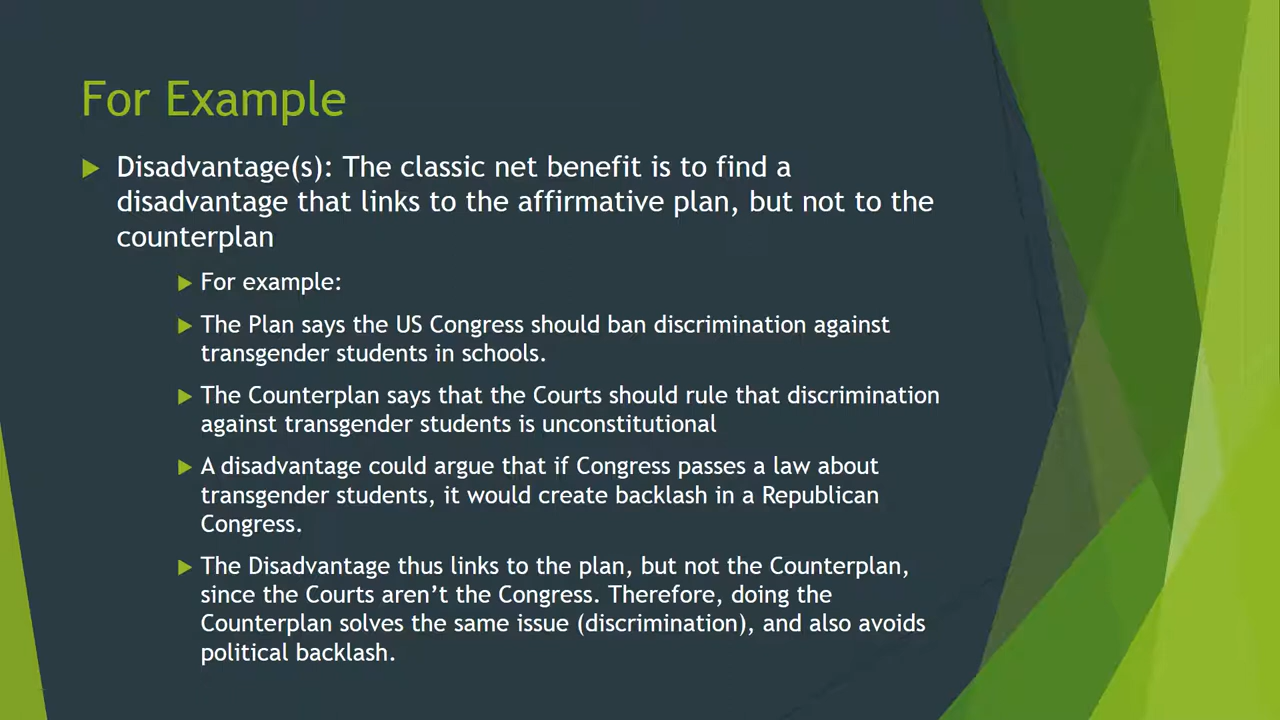 For Example
Disadvantage(s): The classic net benefit is to find a
disadvantage that links to the affirmative plan, but not to the
counterplan
For example:
The Plan says the US Congress should ban discrimination against
transgender students in schools.
The Counterplan says that the Courts should rule that discrimination
against transgender students is unconstitutional
A disadvantage could argue that if Congress passes a law about
transgender students, it would create backlash in a Republican
Congress.
The Disadvantage thus links to the plan, but not the Counterplan,
since the Courts aren’t the Congress. Therefore, doing the
Counterplan solves the same issue (discrimination), and also avoids
political backlash.